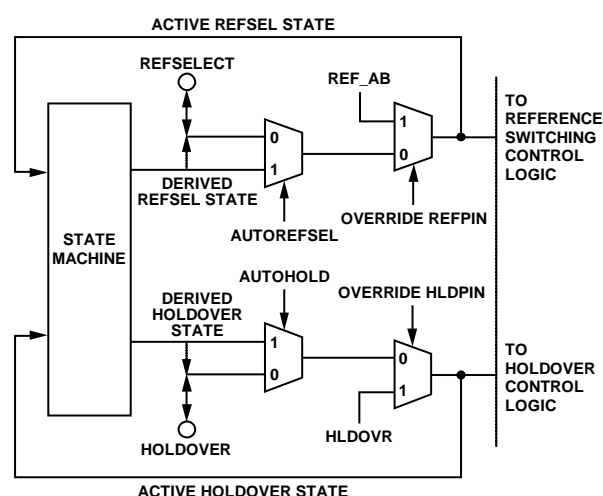 ACTIVE REFSEL STATE
REFSELECT
REF_AB
TO
REFERENCE
SWITCHING
CONTROL
LOGIC
1
0
0
1
DERIVED
REFSEL STATE
OVERRIDE REFPIN
AUTOREFSEL
STATE
MACHINE
AUTOHOLD
DERIVED
HOLDOVER
STATE
OVERRIDE HLDPIN
1
0
0
1
TO
HOLDOVER
CONTROL
LOGIC
HOLDOVER
HLDOVR
ACTIVE HOLDOVER STATE